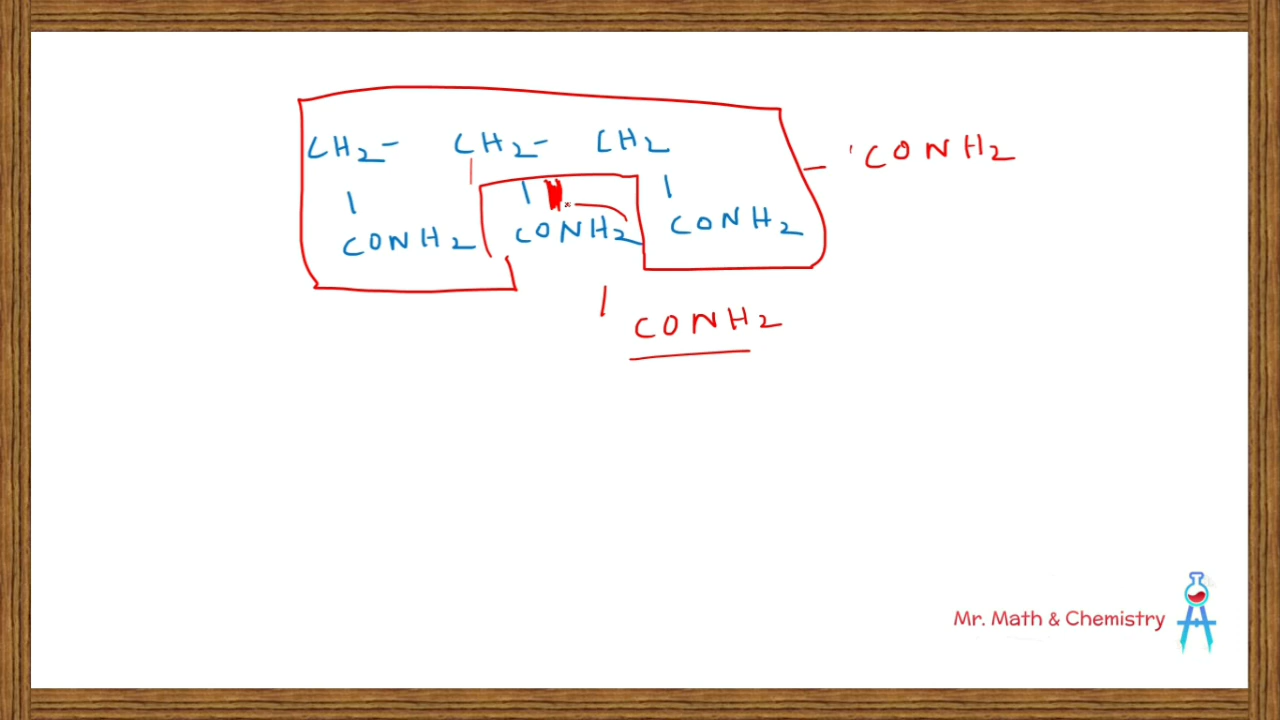 CH2- CH2- CH2
CONH2
CONH2 CONH2 CONH2
CONH2
Mr. Math & Chemistry